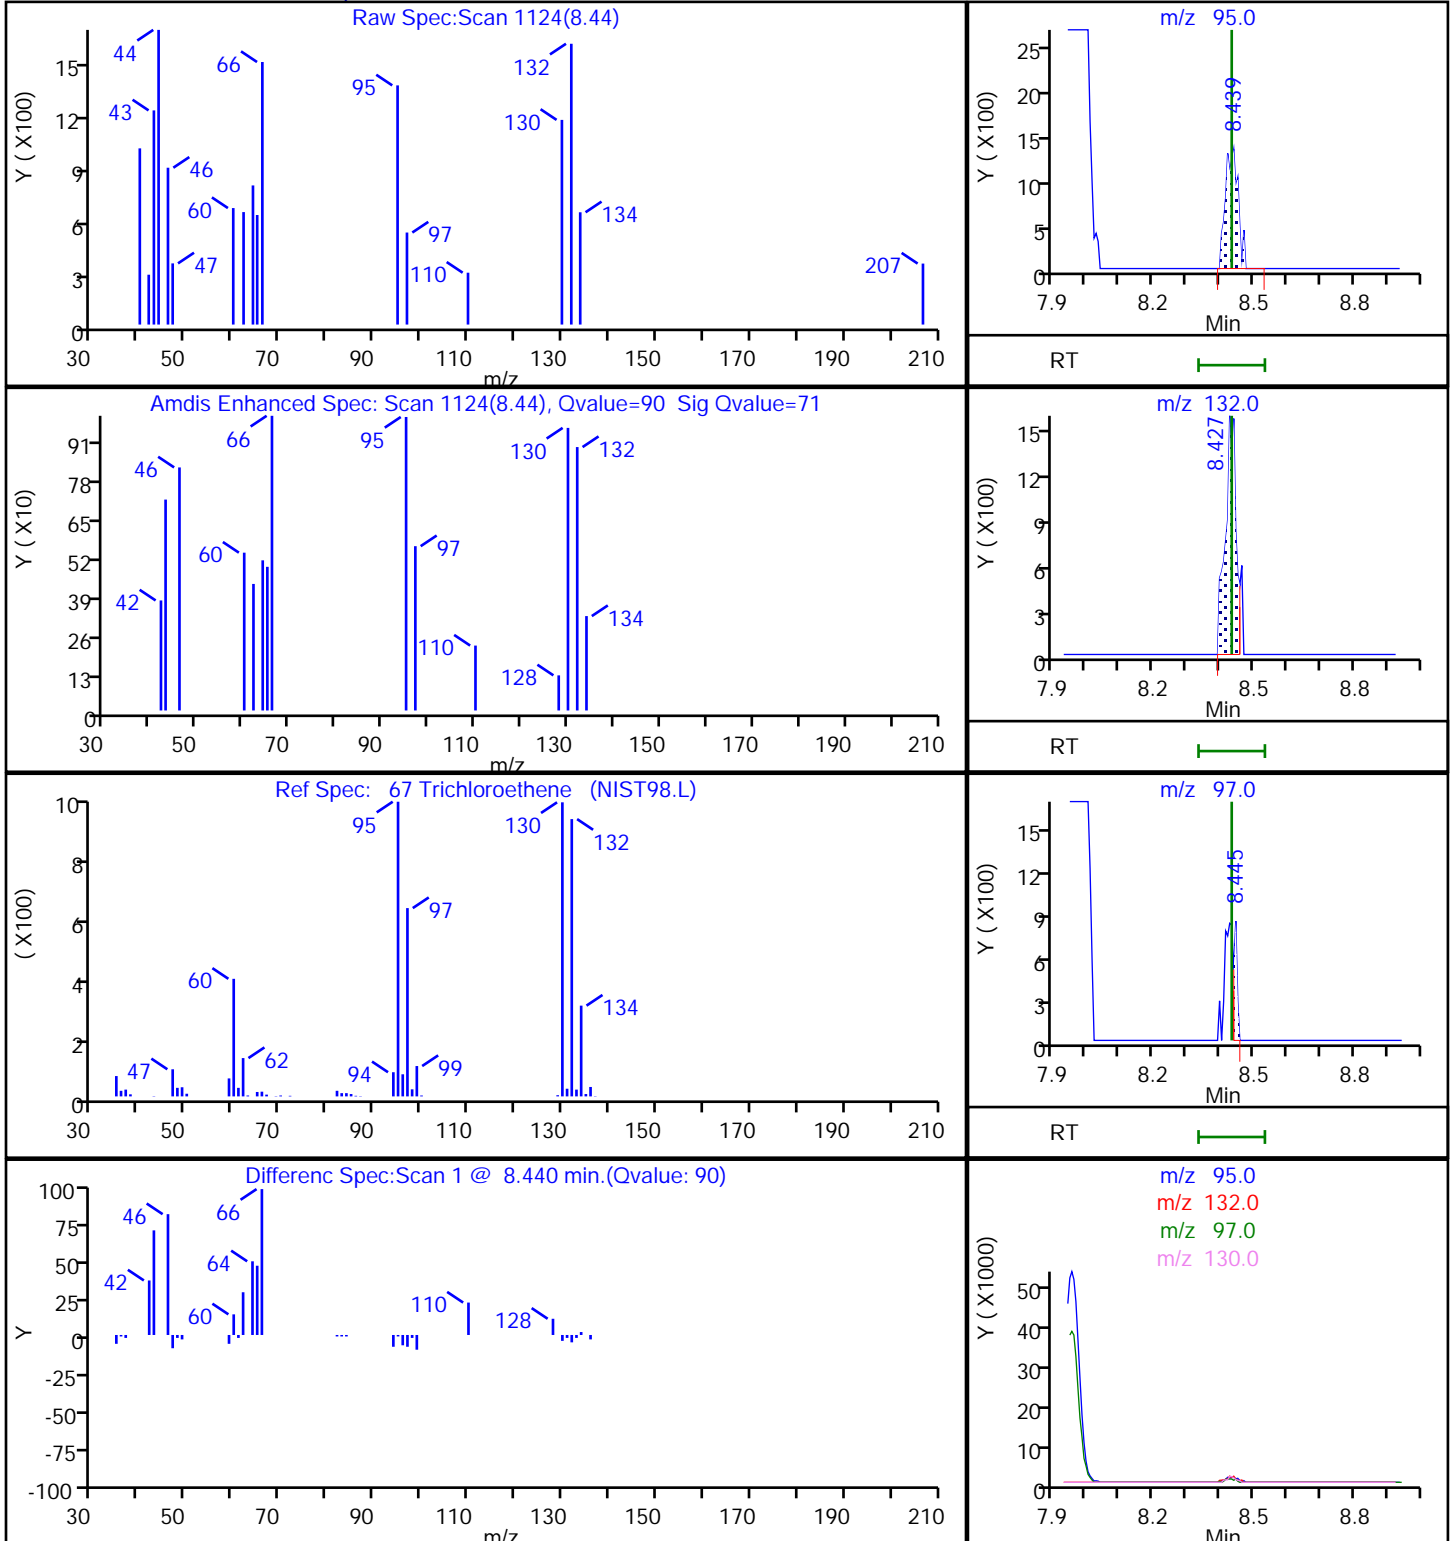 Raw Spec:Scan 1124(8.44)
Y ( X100)
15
12
9
6
3
0
44
43
46
47
60
66
95
97
110
130
132
134
207
30 50 70 90 110 130 150 170 190 210
m/z
m/z 95.0
Y ( X100)
25
20
15
10
5
0
8.439
7.9 8.2 8.5 8.8
Min
RT
Amdis Enhanced Spec: Scan 1124(8.44), Qvalue=90 Sig Qvalue=71
Y ( X10)
91
78
65
52
39
26
13
0
42
46
60
66
95
97
110
128
130
132
134
30 50 70 90 110 130 150 170 190 210
m/z
m/z 132.0
Y ( X100)
15
12
9
6
3
0
8.427
7.9 8.2 8.5 8.8
Min
RT
Ref Spec: 67 Trichloroethene (NIST98.L)
( X100)
10
8
6
4
2
0
47
60
62
94
95
97
99
130
132
134
30 50 70 90 110 130 150 170 190 210
m/z 97.0
Y ( X100)
15
12
9
6
3
0
8.445
7.9 8.2 8.5 8.8
Min
RT
Differenc Spec:Scan 1 @ 8.440 min.(Qvalue: 90)
Y
100
75
50
25
0
-25
-50
-75
-100
42
46
60
64
66
110
128
30 50 70 90 110 130 150 170 190 210
m/z
m/z 95.0
m/z 132.0
m/z 97.0
m/z 130.0
Y ( X1000)
50
40
30
20
10
0
7.9 8.2 8.5 8.8
Min